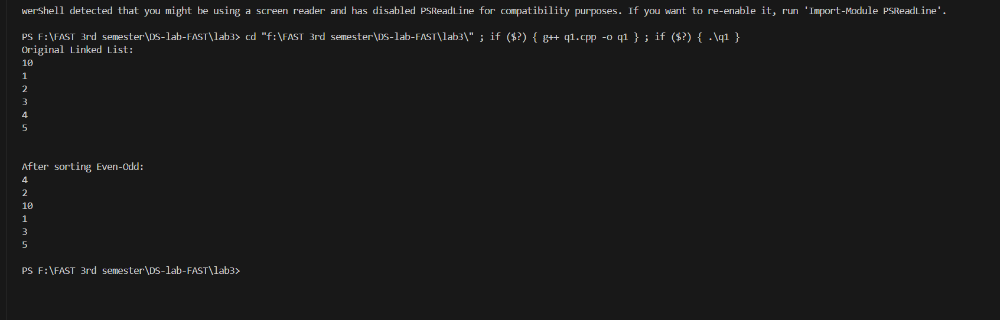 werShell detected that you might be using a screen reader and has disabled PSReadLine for compatibility purposes. If you want to re-enable it, run 'Import-Module PSReadLine'.
PS F:\FAST 3rd semester\DS-lab-FAST\lab3> cd "f:\FAST 3rd semester\DS-lab-FAST\lab3\" ; if ($?) { g++ q1.cpp -o q1 } ; if ($?) { .\q1 }
Original Linked List:
10
1
2
3
4
5
After sorting Even-Odd:
4
2
10
1
3
5
PS F:\FAST 3rd semester\DS-lab-FAST\lab3>